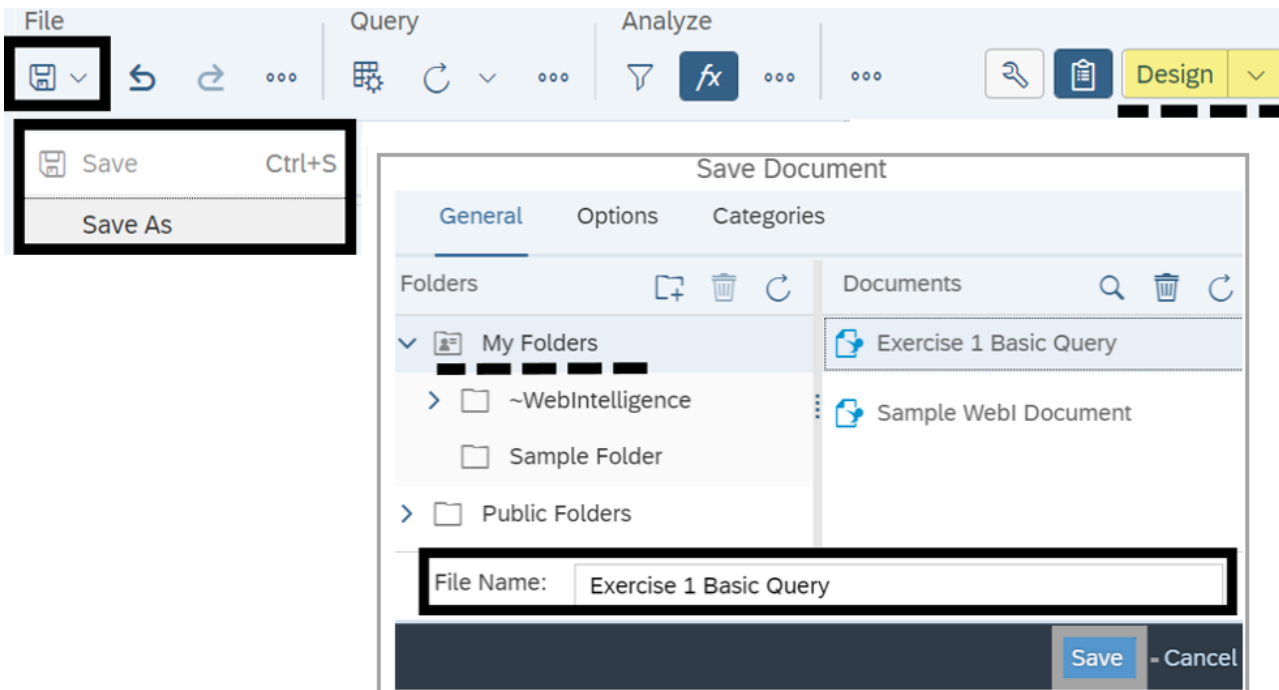 File Query Analyze
fx Design
Save Ctrl+S
Save As
Save Document
General Options Categories
Folders Documents
My Folders Exercise 1 Basic Query
~WebIntelligence
Sample WebI Document
Sample Folder
Public Folders
File Name: Exercise 1 Basic Query
Save Cancel